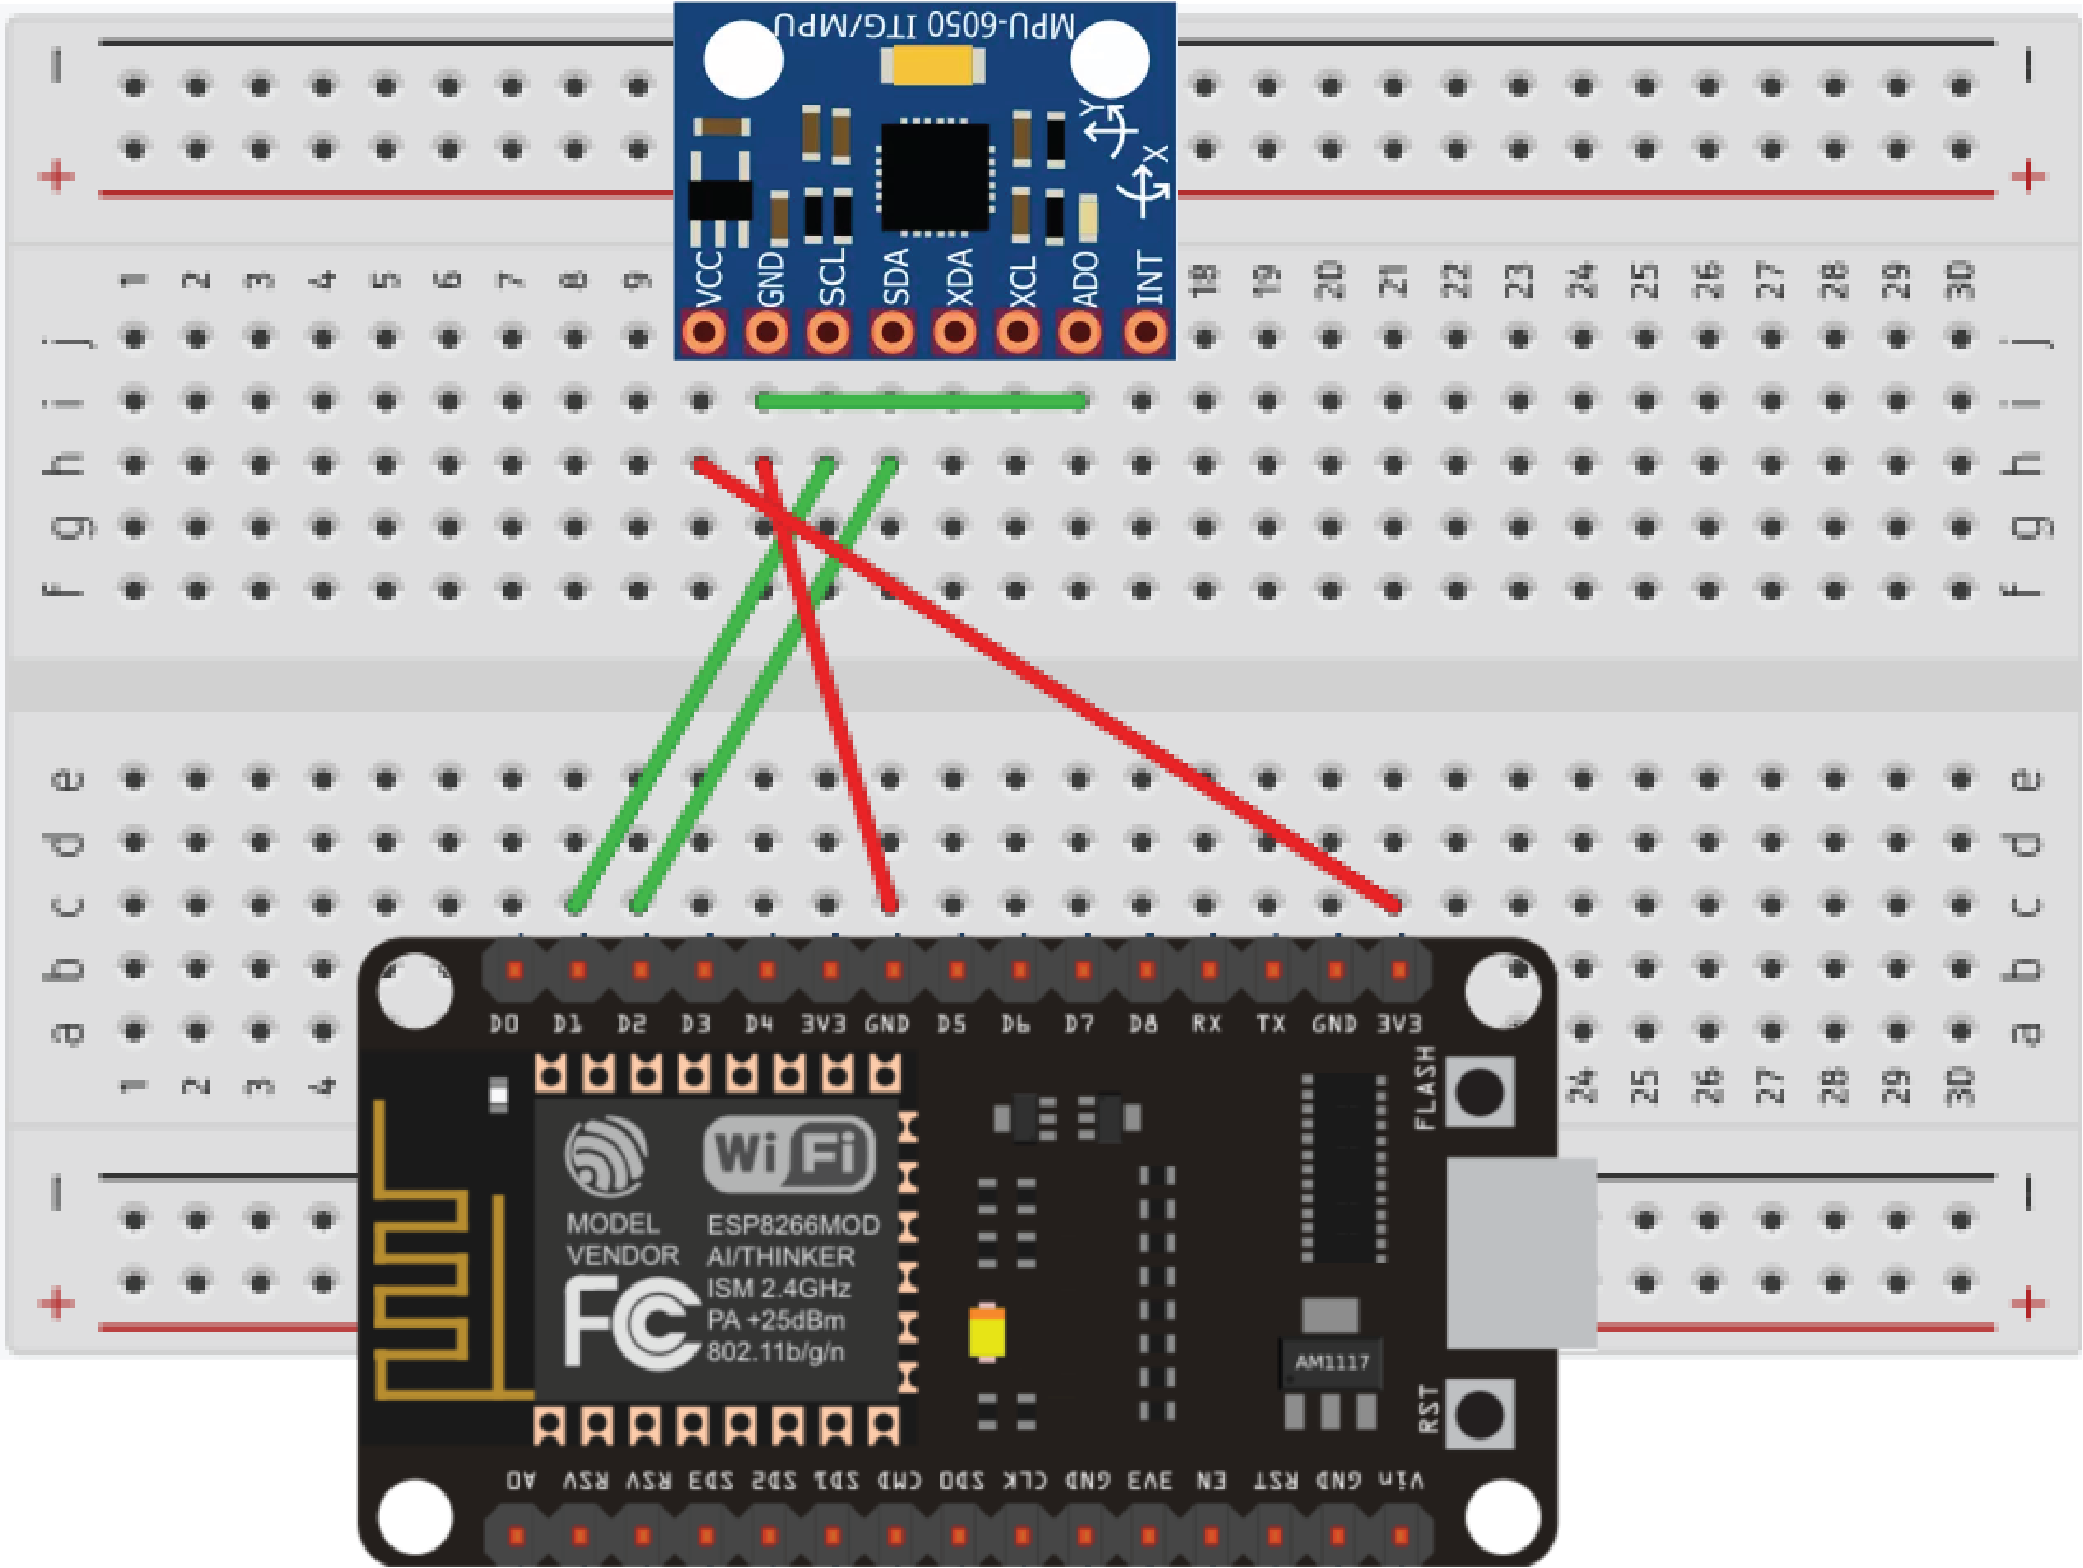 MPU-6050 ITG/MPU
Y
X
VCC GND SCL SDA XDA XCL ADO INT
− −
+ +
1 2 3 4 5 6 7 8 9 18 19 20 21 22 23 24 25 26 27 28 29 30
j j
i i
h h
g g
f f
e e
d d
c c
b b
a a
D0 D1 D2 D3 D4 3V3 GND D5 D6 D7 D8 RX TX GND 3V3
1 2 3 4 24 25 26 27 28 29 30
FLASH
WiFi
MODEL ESP8266MOD
VENDOR AI/THINKER
ISM 2.4GHz
FCC
PA +25dBm
802.11b/g/n
− −
+ +
AM1117
RST
A0 RSV RSV SD3 SD2 SD1 CMD SD0 CLK GND 3V3 EN RST GND Vin